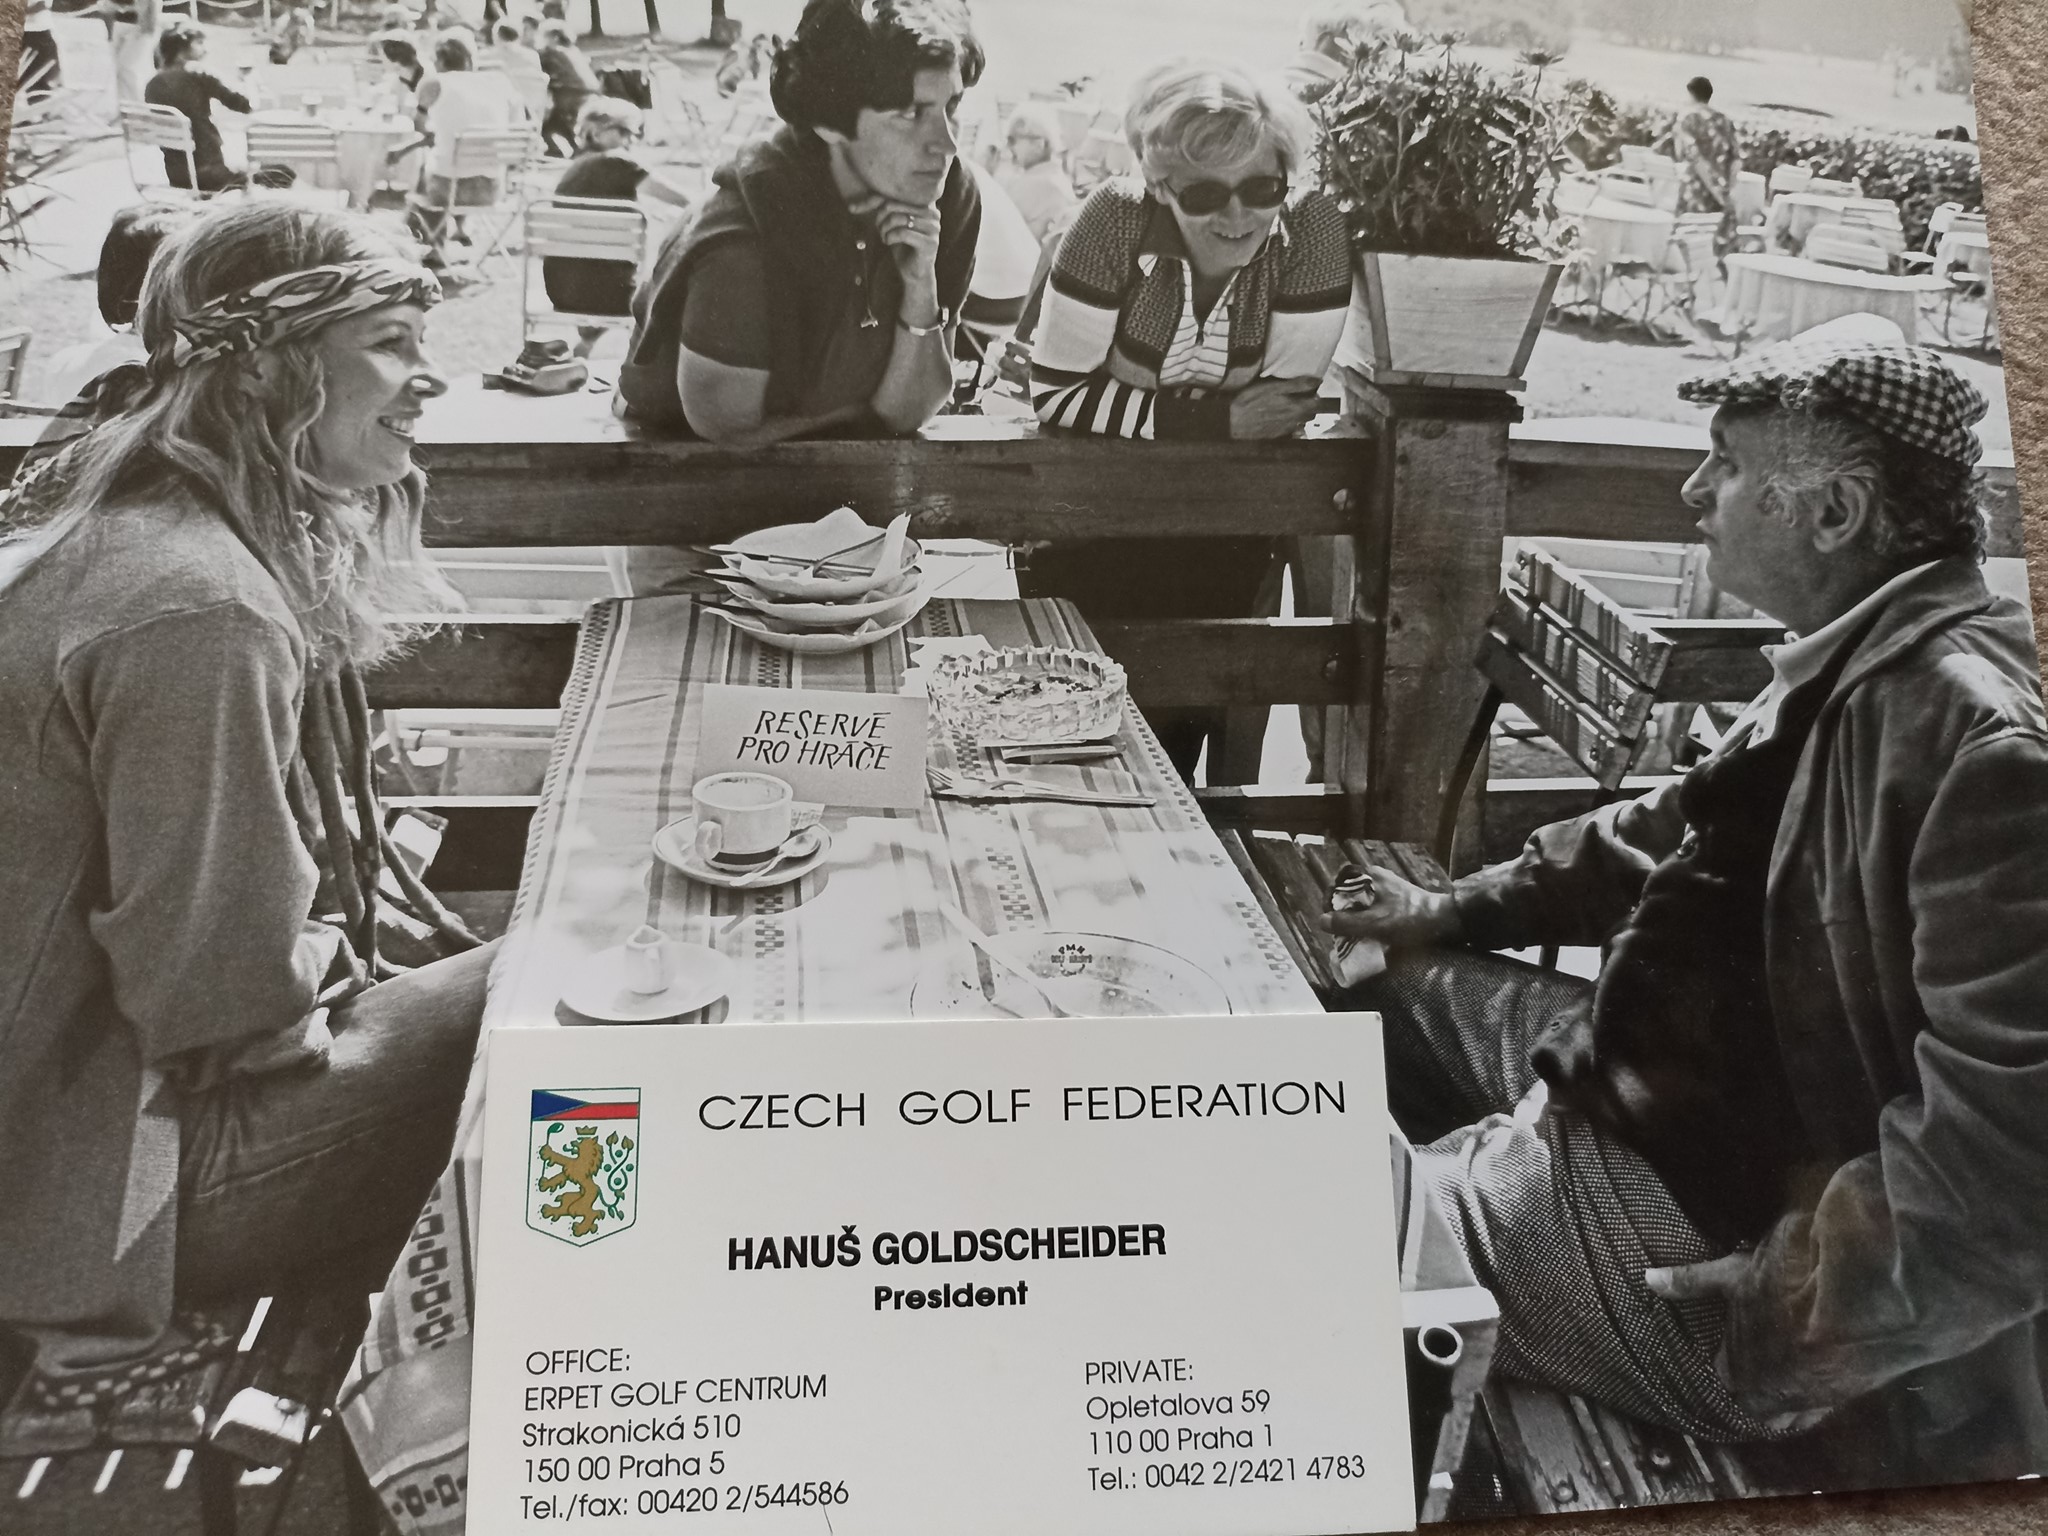 RESERVÉ
PRO HRÁČE
CZECH GOLF FEDERATION
HANUŠ GOLDSCHEIDER
President
OFFICE:
ERPET GOLF CENTRUM
Strakonická 510
150 00 Praha 5
Tel./fax: 00420 2/544586
PRIVATE:
Opletalova 59
110 00 Praha 1
Tel.: 0042 2/2421 4783